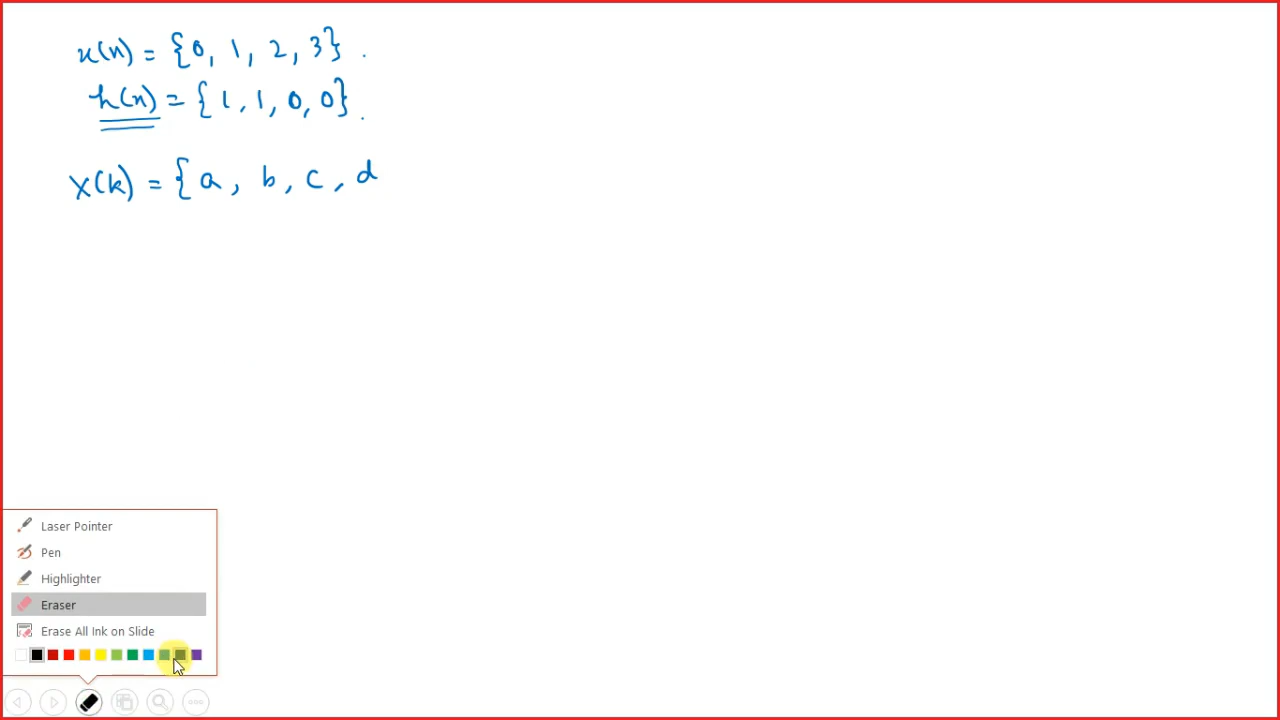 x(n) = {0, 1, 2, 3} .
h(n) = {1, 1, 0, 0} .
X(k) = {a, b, c, d
Laser Pointer
Pen
Highlighter
Eraser
Erase All Ink on Slide